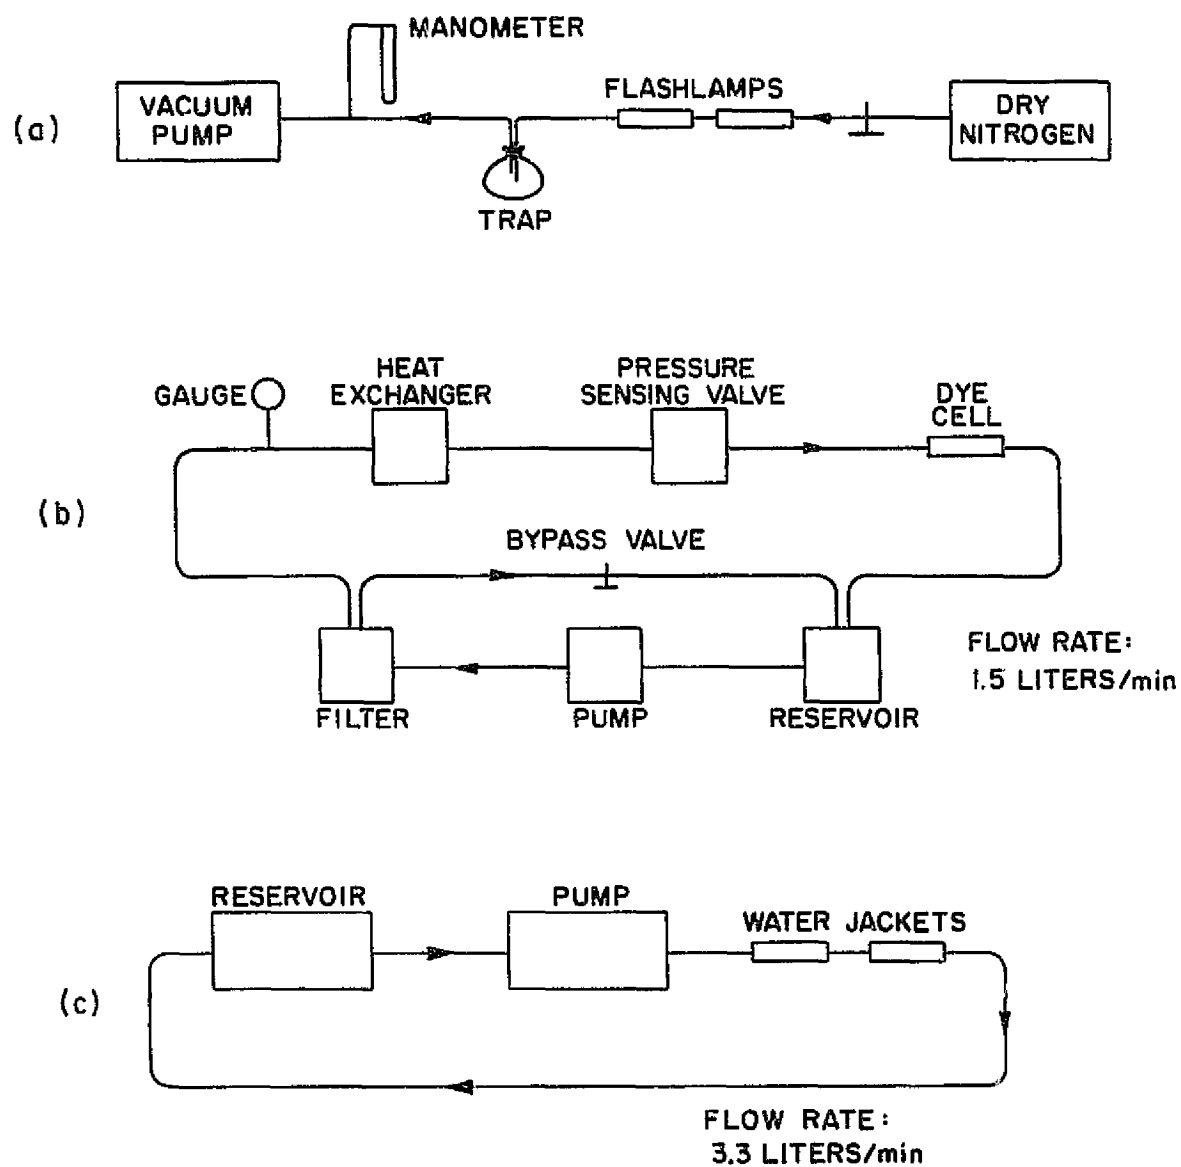 (a)
MANOMETER
VACUUM
PUMP
FLASHLAMPS
DRY
NITROGEN
TRAP
(b)
GAUGE
HEAT
EXCHANGER
PRESSURE
SENSING VALVE
DYE
CELL
BYPASS VALVE
FILTER
PUMP
RESERVOIR
FLOW RATE:
1.5 LITERS/min
(c)
RESERVOIR
PUMP
WATER JACKETS
FLOW RATE:
3.3 LITERS/min